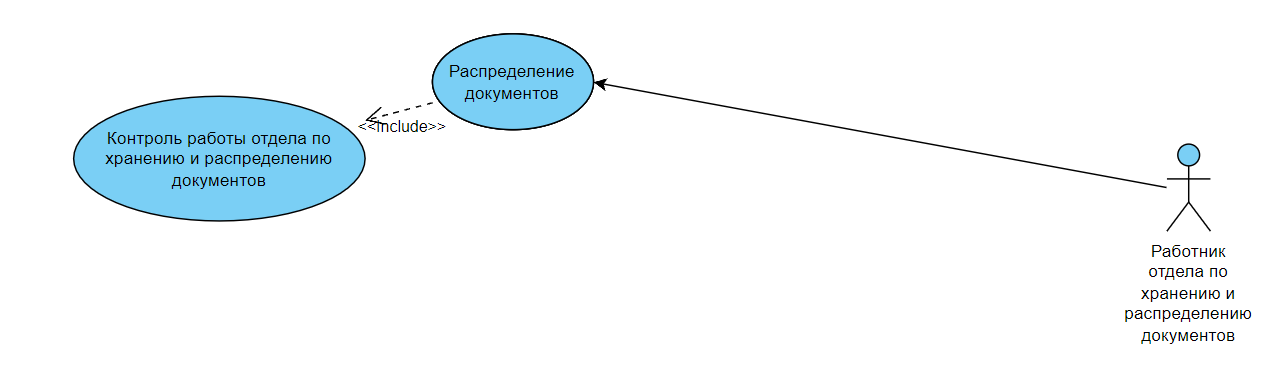 Распределение
документов
Контроль работы отдела по
хранению и распределению
документов
<<Include>>
Работник
отдела по
хранению и
распределению
документов